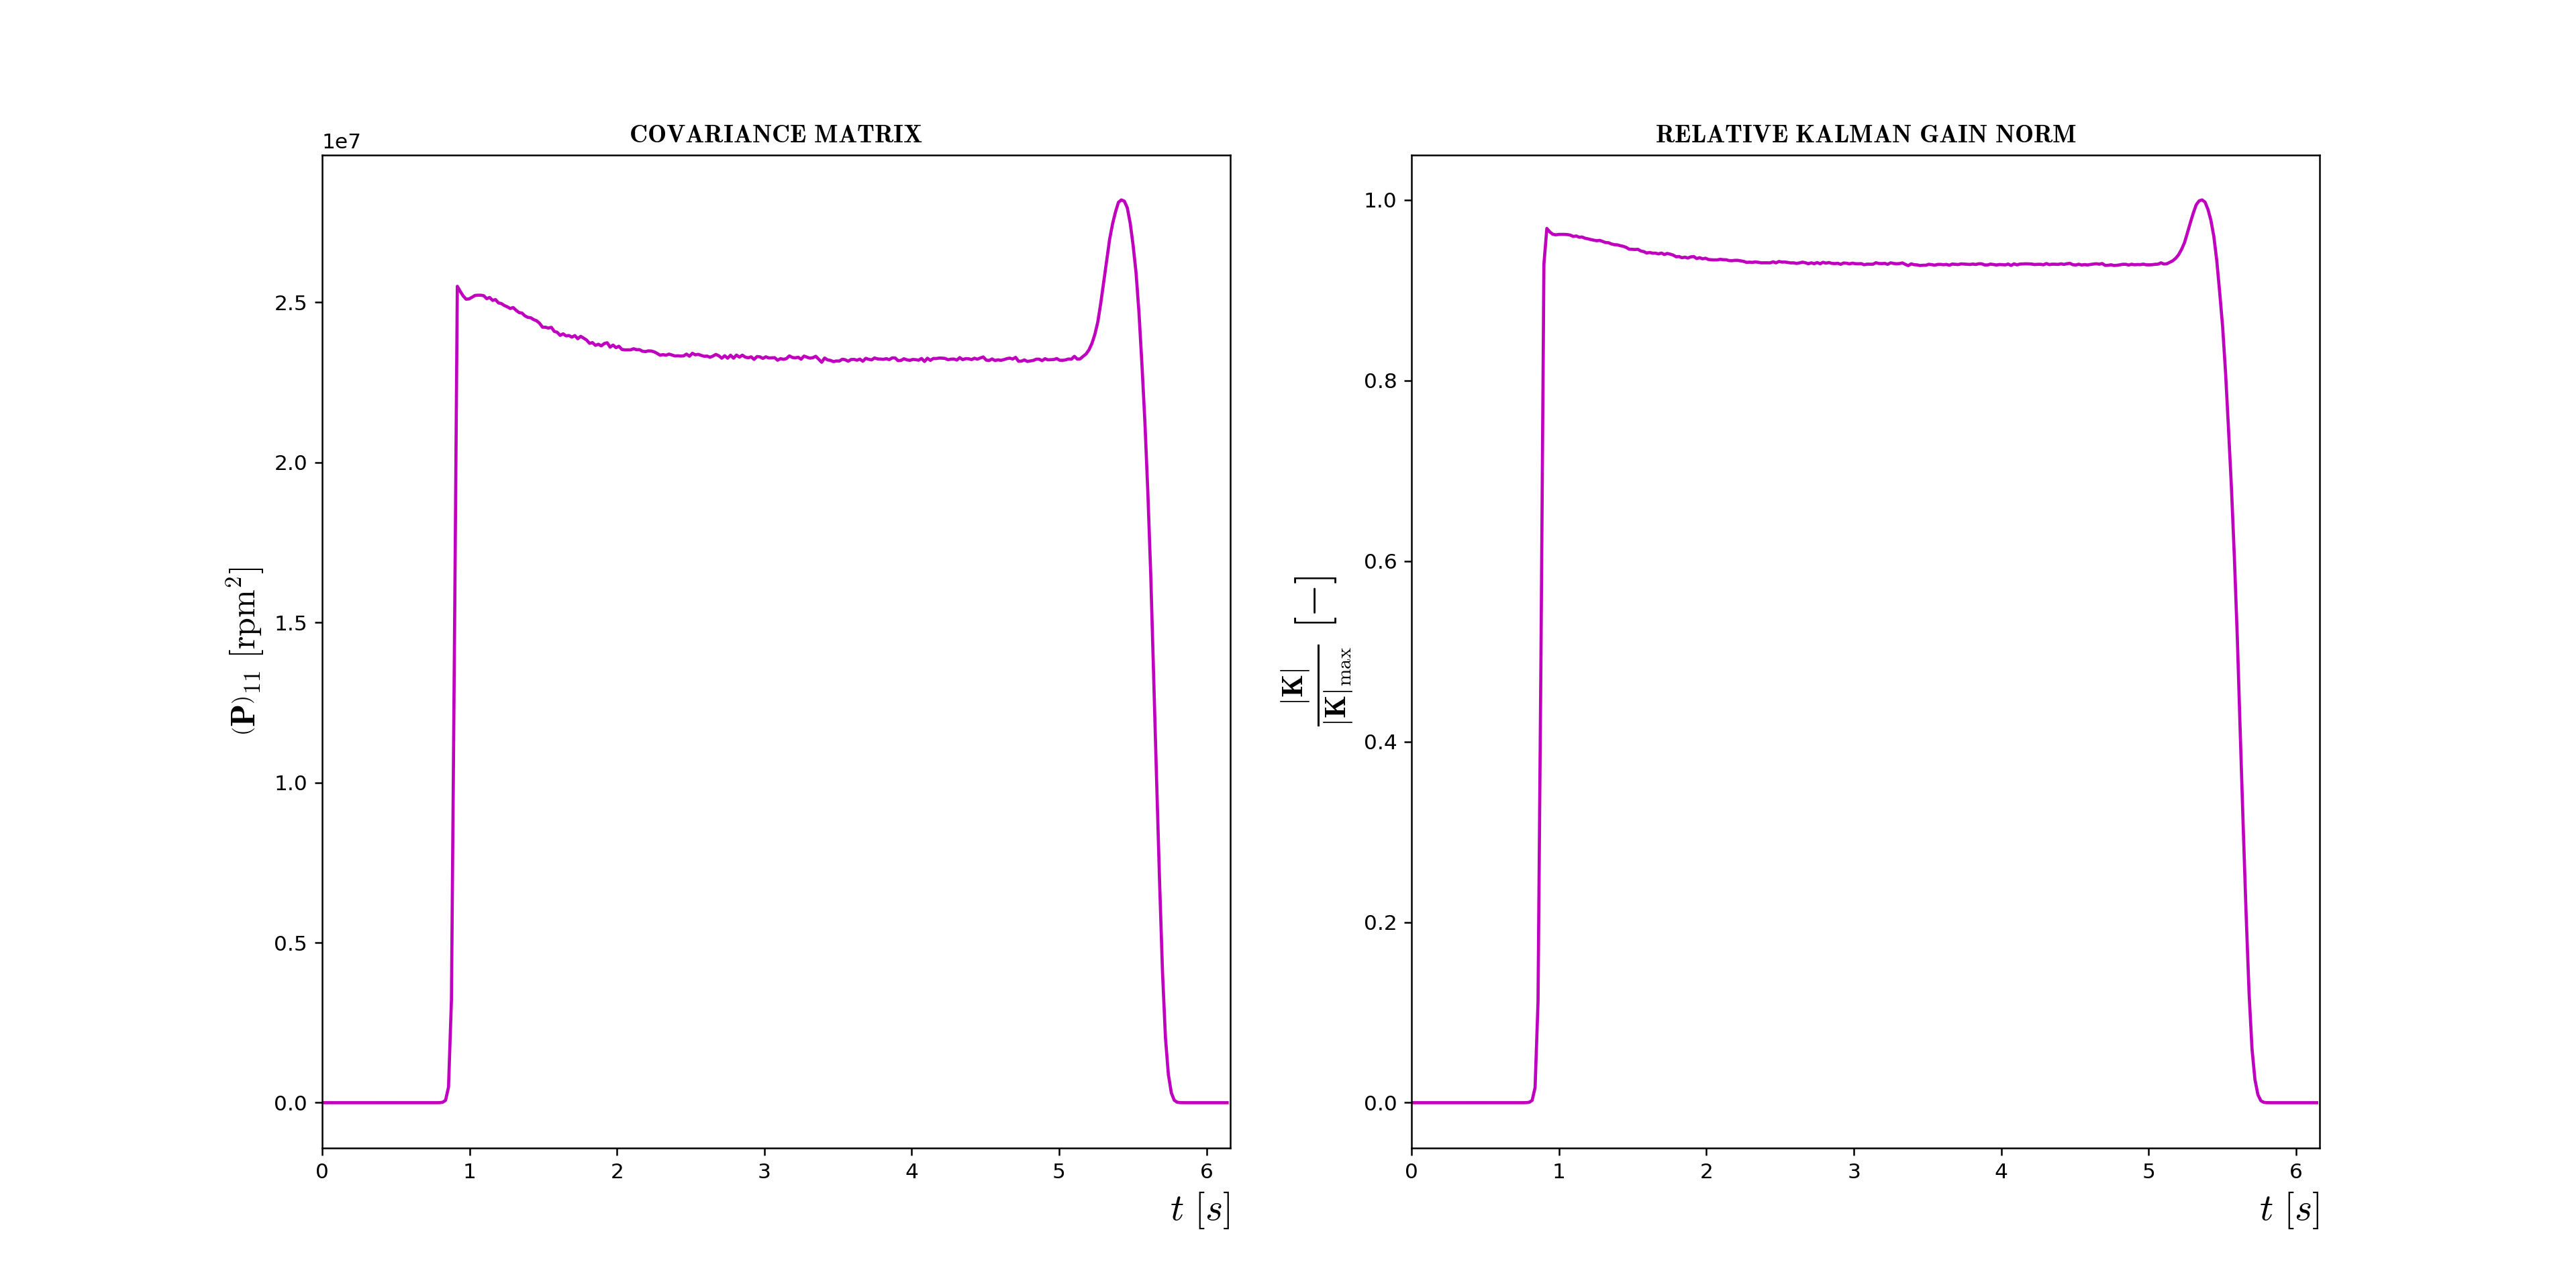 COVARIANCE MATRIX
1e7
(P)11 [rpm²]
2.5
2.0
1.5
1.0
0.5
0.0
0 1 2 3 4 5 6
t [s]
RELATIVE KALMAN GAIN NORM
|K| / |K|max [−]
1.0
0.8
0.6
0.4
0.2
0.0
0 1 2 3 4 5 6
t [s]